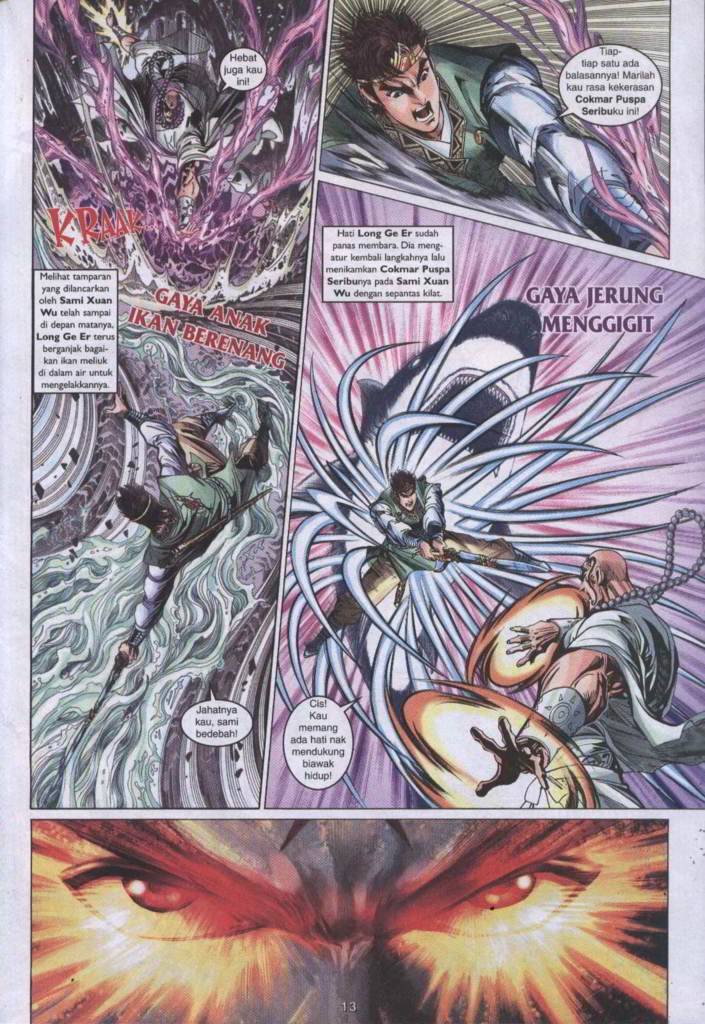 Hebat
juga kau
ini!
KRAAK
Melihat tamparan
yang dilancarkan
oleh Sami Xuan
Wu telah sampai
di depan matanya,
Long Ge Er terus
berganjak bagai-
kan ikan meliuk
di dalam air untuk
mengelakkannya.
GAYA ANAK
IKAN BERENANG
Jahatnya
kau, sami
bedebah!
Tiap-
tiap satu ada
balasannya! Marilah
kau rasa kekerasan
Cokmar Puspa
Seribuku ini!
Hati Long Ge Er sudah
panas membara. Dia meng-
atur kembali langkahnya lalu
menikamkan Cokmar Puspa
Seribunya pada Sami Xuan
Wu dengan sepantas kilat.
GAYA JERUNG
MENGGIGIT
Cis!
Kau
memang
ada hati nak
mendukung
biawak
hidup!
13